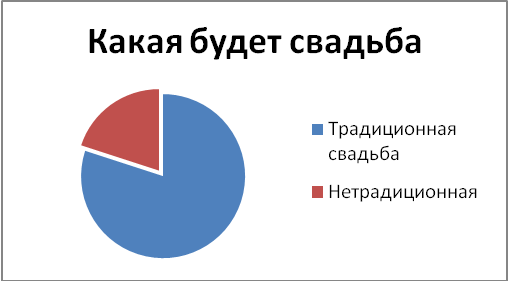 Какая будет свадьба
Традиционная
свадьба
Нетрадиционная